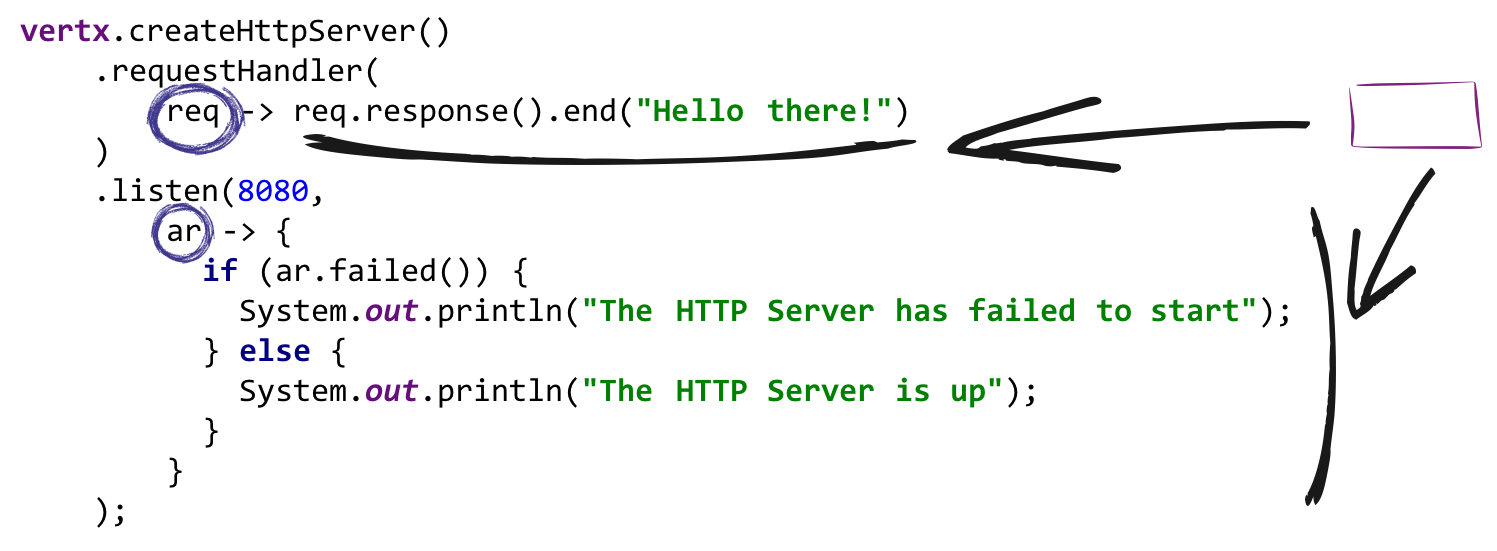 vertx.createHttpServer()
    .requestHandler(
        req -> req.response().end("Hello there!")
    )
    .listen(8080,
        ar -> {
          if (ar.failed()) {
            System.out.println("The HTTP Server has failed to start");
          } else {
            System.out.println("The HTTP Server is up");
          }
        }
    );